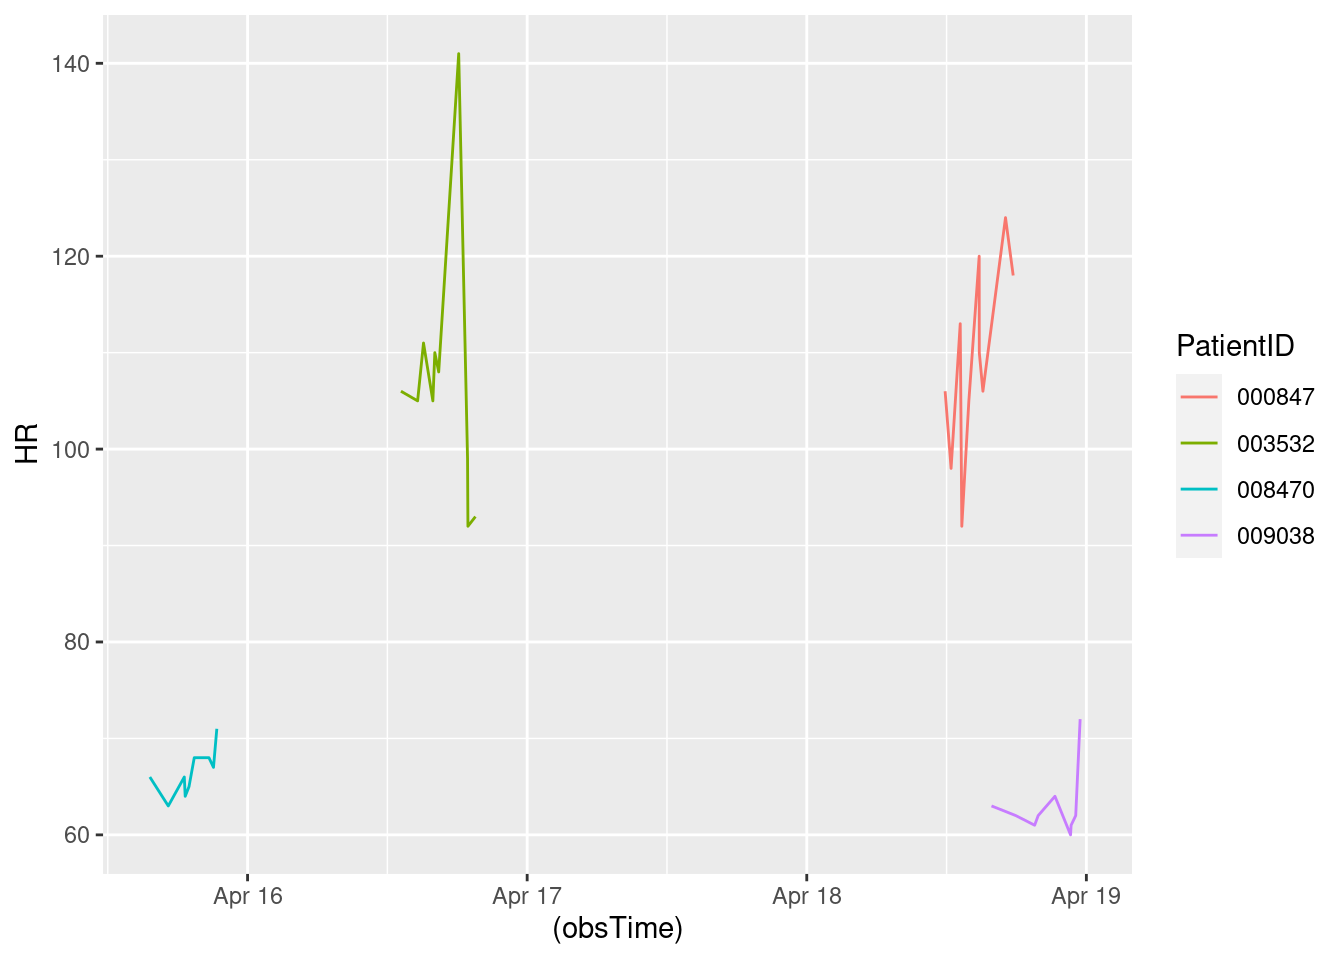 140
120
100
80
60
HR
Apr 16
Apr 17
Apr 18
Apr 19
(obsTime)
PatientID
000847
003532
008470
009038